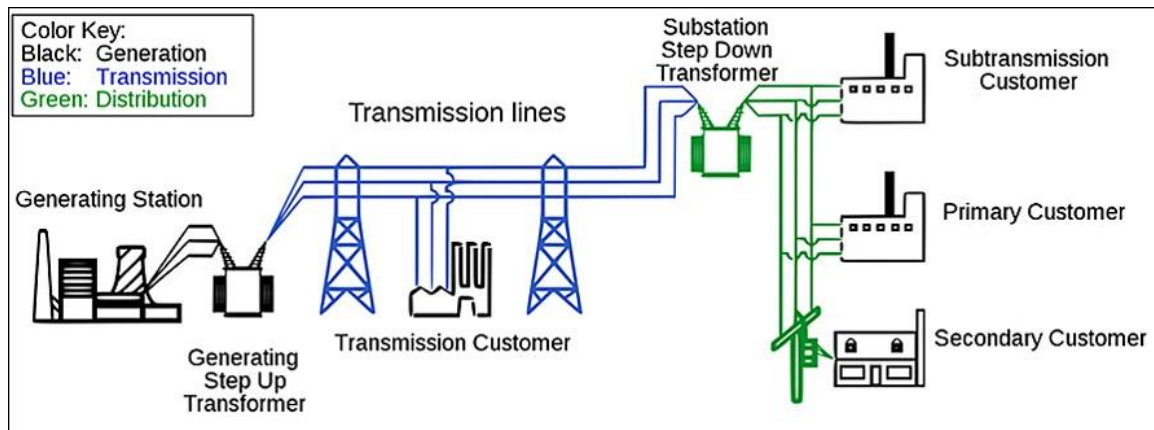 Color Key:
Black: Generation
Blue: Transmission
Green: Distribution
Substation
Step Down
Transformer
Subtransmission
Customer
Transmission lines
Generating Station
Primary Customer
Transmission Customer
Secondary Customer
Generating
Step Up
Transformer